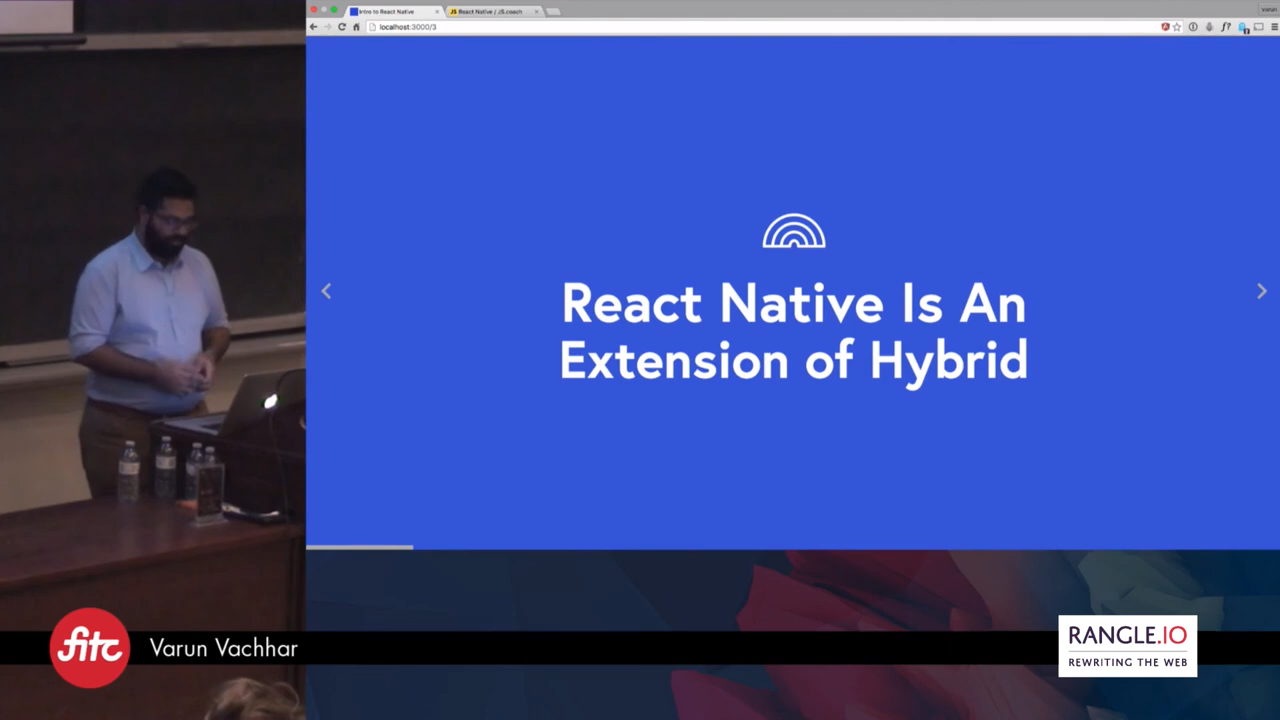 Intro to React Native
React Native / JS.coach
varun
localhost:3000/3
f?
React Native Is An
Extension of Hybrid
fitc
Varun Vachhar
RANGLE.IO
REWRITING THE WEB